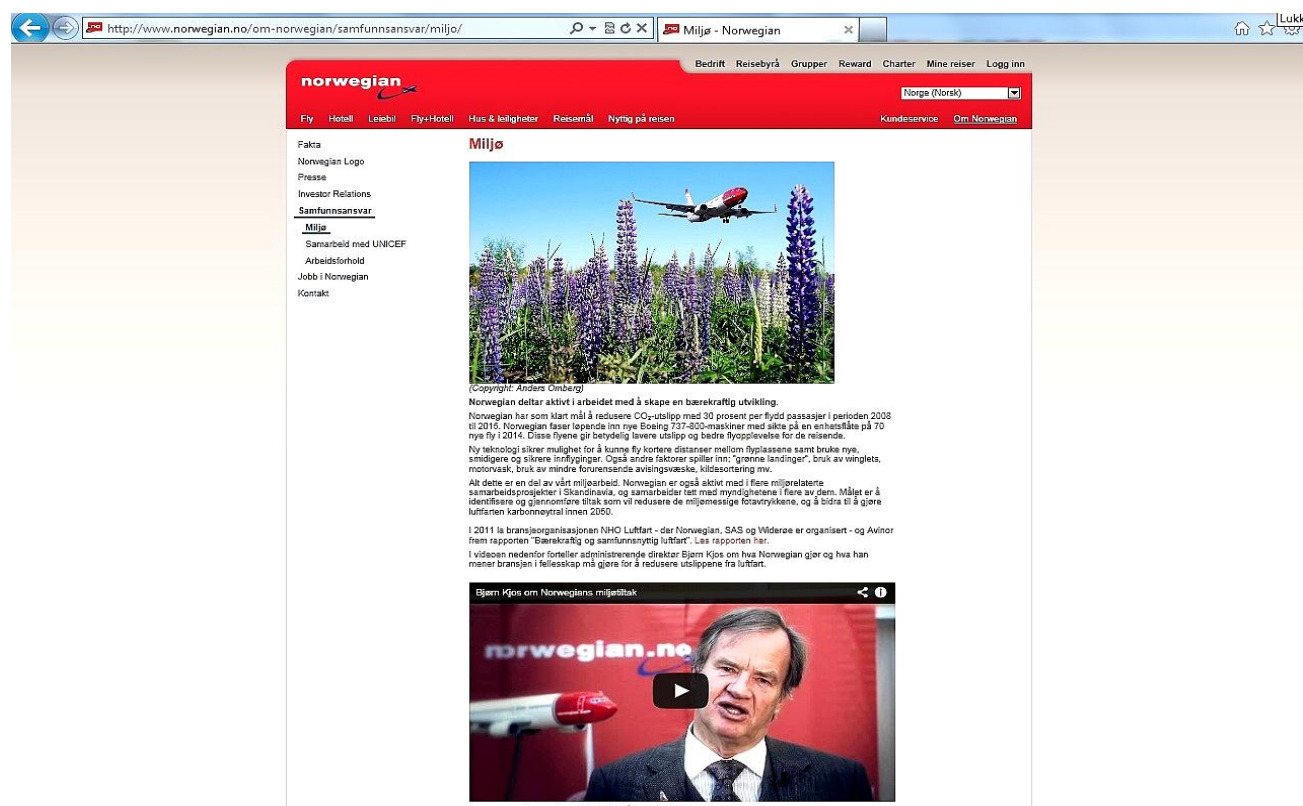 Lukk
http://www.norwegian.no/om-norwegian/samfunnsansvar/miljo/
Miljø - Norwegian
Bedrift Reisebyrå Grupper Reward Charter Mine reiser Logg inn
norwegian
Norge (Norsk)
Fly Hotell Leiebil Fly+Hotell Hus & leiligheter Reisemål Nyttig på reisen Kundeservice Om Norwegian
Fakta
Norwegian Logo
Presse
Investor Relations
Samfunnsansvar
Miljø
Samarbeid med UNICEF
Arbeidsforhold
Jobb i Norwegian
Kontakt
Miljø
(Copyright: Anders Omberg)
Norwegian deltar aktivt i arbeidet med å skape en bærekraftig utvikling.
Norwegian har som klart mål å redusere CO₂-utslipp med 30 prosent per flydd passasjer i perioden 2008
til 2015. Norwegian faser løpende inn nye Boeing 737-800-maskiner med sikte på en enhetsflåte på 70
nye fly i 2014. Disse flyene gir betydelig lavere utslipp og bedre flyopplevelse for de reisende.
Ny teknologi sikrer mulighet for å kunne fly kortere distanser mellom flyplassene samt bruke nye,
smidigere og sikrere innflyginger. Også andre faktorer spiller inn; "grønne landinger", bruk av winglets,
motorvask, bruk av mindre forurensende avisingsvæske, kildesortering mv.
Alt dette er en del av vårt miljøarbeid. Norwegian er også aktivt med i flere miljørelaterte
samarbeidsprosjekter i Skandinavia, og samarbeider tett med myndighetene i flere av dem. Målet er å
identifisere og gjennomføre tiltak som vil redusere de miljømessige fotavtrykkene, og å bidra til å gjøre
luftfarten karbonnøytral innen 2050.
I 2011 la bransjeorganisasjonen NHO Luftfart - der Norwegian, SAS og Widerøe er organisert - og Avinor
frem rapporten "Bærekraftig og samfunnsnyttig luftfart". Les rapporten her.
I videoen nedenfor forteller administrerende direktør Bjørn Kjos om hva Norwegian gjør og hva han
mener bransjen i fellesskap må gjøre for å redusere utslippene fra luftfart.
Bjørn Kjos om Norwegians miljøtiltak
norwegian.no